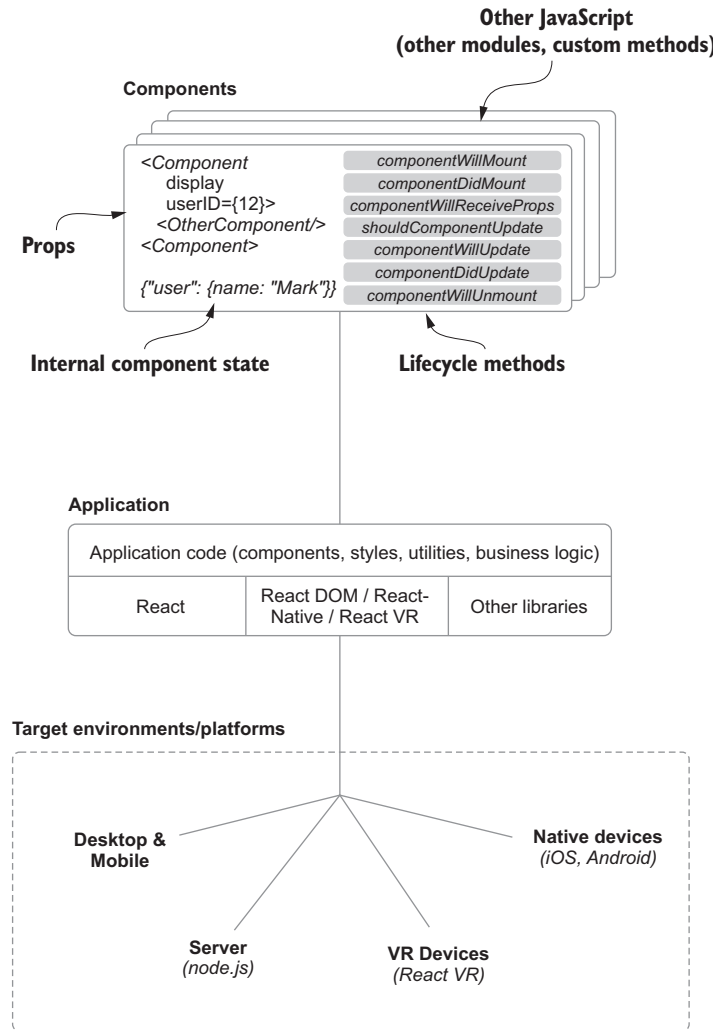 Other JavaScript
(other modules, custom methods)
Components
<Component
display
userID={12}>
<OtherComponent/>
<Component>
{"user": {name: "Mark"}}
componentWillMount
componentDidMount
componentWillReceiveProps
shouldComponentUpdate
componentWillUpdate
componentDidUpdate
componentWillUnmount
Props
Internal component state
Lifecycle methods
Application
Application code (components, styles, utilities, business logic)
React
React DOM / React-
Native / React VR
Other libraries
Target environments/platforms
Desktop &
Mobile
Native devices
(iOS, Android)
Server
(node.js)
VR Devices
(React VR)